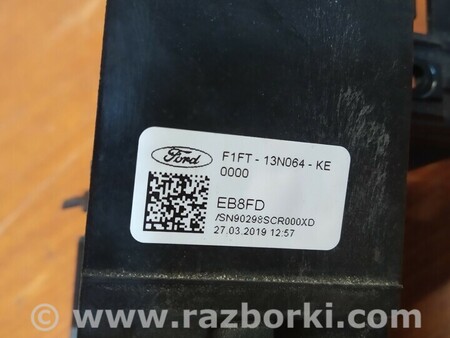 Ford
F1FT - 13N064 - KE
0000
EB8FD
/SN90298SCR000XD
27.03.2019 12:57
www.razborki.com